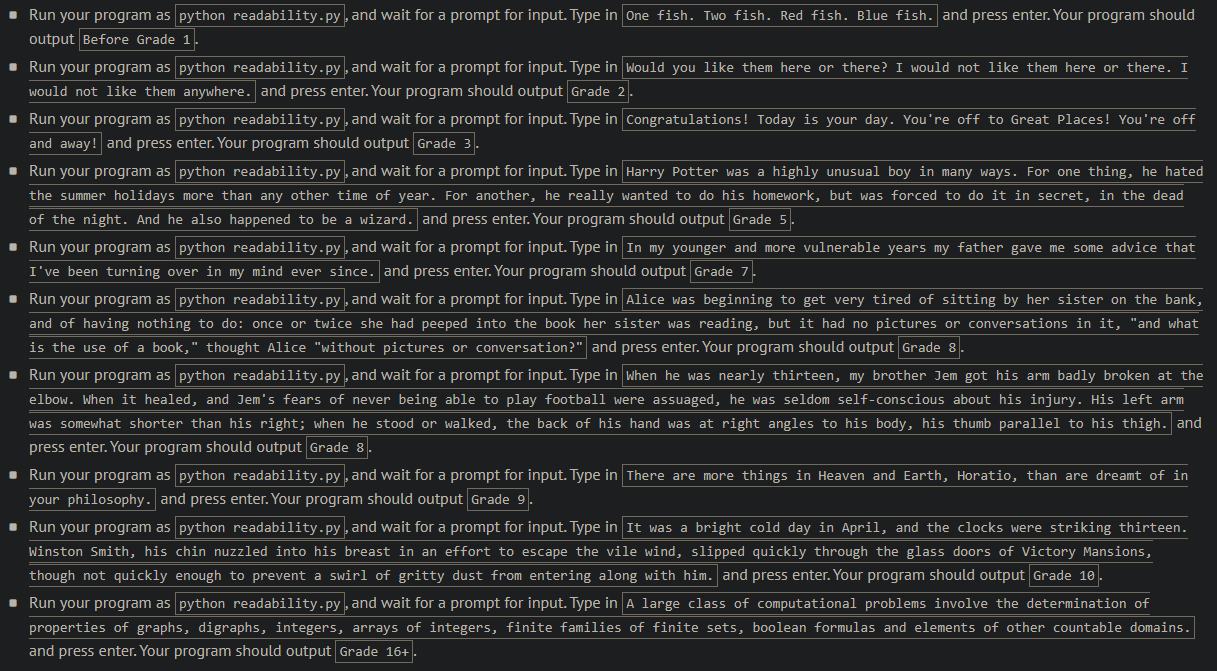 Run your program as python readability.py, and wait for a prompt for input. Type in One fish. Two fish. Red fish. Blue fish. and press enter. Your program should
output Before Grade 1.
Run your program as python readability.py, and wait for a prompt for input. Type in Would you like them here or there? I would not like them here or there. I
would not like them anywhere. and press enter. Your program should output Grade 2.
Run your program as python readability.py, and wait for a prompt for input. Type in Congratulations! Today is your day. You're off to Great Places! You're off
and away! and press enter. Your program should output Grade 3.
Run your program as python readability.py, and wait for a prompt for input. Type in Harry Potter was a highly unusual boy in many ways. For one thing, he hated
the summer holidays more than any other time of year. For another, he really wanted to do his homework, but was forced to do it in secret, in the dead
of the night. And he also happened to be a wizard. and press enter. Your program should output Grade 5.
Run your program as python readability.py, and wait for a prompt for input. Type in In my younger and more vulnerable years my father gave me some advice that
I've been turning over in my mind ever since. and press enter. Your program should output Grade 7.
Run your program as python readability.py, and wait for a prompt for input. Type in Alice was beginning to get very tired of sitting by her sister on the bank,
and of having nothing to do: once or twice she had peeped into the book her sister was reading, but it had no pictures or conversations in it, "and what
is the use of a book," thought Alice "without pictures or conversation?" and press enter. Your program should output Grade 8.
Run your program as python readability.py, and wait for a prompt for input. Type in When he was nearly thirteen, my brother Jem got his arm badly broken at the
elbow. When it healed, and Jem's fears of never being able to play football were assuaged, he was seldom self-conscious about his injury. His left arm
was somewhat shorter than his right; when he stood or walked, the back of his hand was at right angles to his body, his thumb parallel to his thigh. and
press enter. Your program should output Grade 8.
Run your program as python readability.py, and wait for a prompt for input. Type in There are more things in Heaven and Earth, Horatio, than are dreamt of in
your philosophy. and press enter. Your program should output Grade 9.
Run your program as python readability.py, and wait for a prompt for input. Type in It was a bright cold day in April, and the clocks were striking thirteen.
Winston Smith, his chin nuzzled into his breast in an effort to escape the vile wind, slipped quickly through the glass doors of Victory Mansions,
though not quickly enough to prevent a swirl of gritty dust from entering along with him. and press enter. Your program should output Grade 10.
Run your program as python readability.py, and wait for a prompt for input. Type in A large class of computational problems involve the determination of
properties of graphs, digraphs, integers, arrays of integers, finite families of finite sets, boolean formulas and elements of other countable domains.
and press enter. Your program should output Grade 16+.